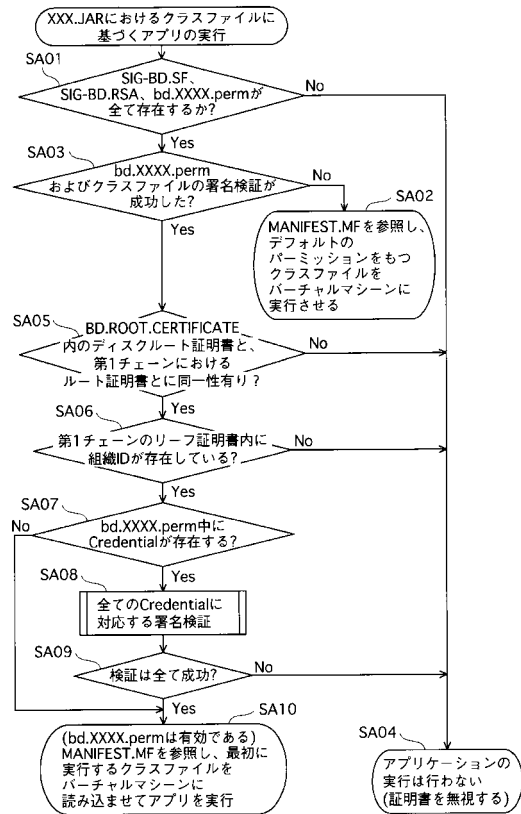 XXX.JARにおけるクラスファイルに
基づくアプリの実行
SA01
SIG-BD.SF、
SIG-BD.RSA、bd.XXXX.permが
全て存在するか?
No
Yes
SA03
bd.XXXX.perm
およびクラスファイルの署名検証が
成功した?
No
Yes
SA02
MANIFEST.MFを参照し、
デフォルトの
パーミッションをもつ
クラスファイルを
バーチャルマシーンに
実行させる
SA05
BD.ROOT.CERTIFICATE
内のディスクルート証明書と、
第1チェーンにおける
ルート証明書とに同一性有り?
No
Yes
SA06
第1チェーンのリーフ証明書内に
組織IDが存在している?
No
Yes
SA07
bd.XXXX.perm中に
Credentialが存在する?
No
Yes
SA08
全てのCredentialに
対応する署名検証
SA09
検証は全て成功?
No
Yes
SA10
(bd.XXXX.permは有効である)
MANIFEST.MFを参照し、最初に
実行するクラスファイルを
バーチャルマシーンに
読み込ませてアプリを実行
SA04
アプリケーションの
実行は行わない
(証明書を無視する)